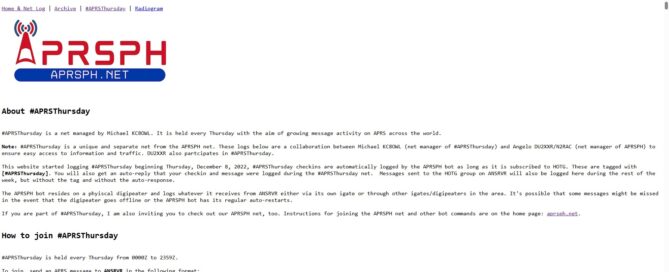 Home & Net Log | Archive | #APRSThursday | Radiogram
APRSPH
APRSPH.NET
About #APRSThursday
#APRSThursday is a net managed by Michael KC8OWL. It is held every Thursday with the aim of growing message activity on APRS across the world.
Note: #APRSThursday is a unique and separate net from the APRSPH net. These logs below are a collaboration between Michael KC8OWL (net manager of #APRSThursday) and Angelo DU2XXR/N2RAC (net manager of APRSPH) to
ensure easy access to information and traffic. DU2XXR also partcipates in #APRSThursday.
This website started logging #APRSThursday beginning Thursday, December 8, 2022, #APRSThursday checkins are automatically logged by the APRSPH bot as long as it is subscribed to HOTG. These are tagged with
[#APRSThursday]. You will also get an auto-reply that your checkin and message were logged during the #APRSThursday net. Messages sent to the HOTG group on ANSRVR will also be logged here during the rest of the
week, but without the tag and without the auto-response.
The APRSPH bot resides on a phyiscal digipeater and logs whatever it receives from ANSRVR either via its own igate or through other igates/digipeaters in the area. It's possible that some messages might be missed
in the event that the digipeater goes offline or the APRSPH bot has its regular auto-restarts.
If you are part of #APRSThursday, I am also inviting you to check out our APRSPH net, too. Instructions for joining the APRSPH net and other bot commands are on the home page: aprsph.net.
How to join #APRSThursday
#APRSThursday is held every Thursday from 0000Z to 2359Z.
To join, send an APRS message to ANSRVR in the following format: